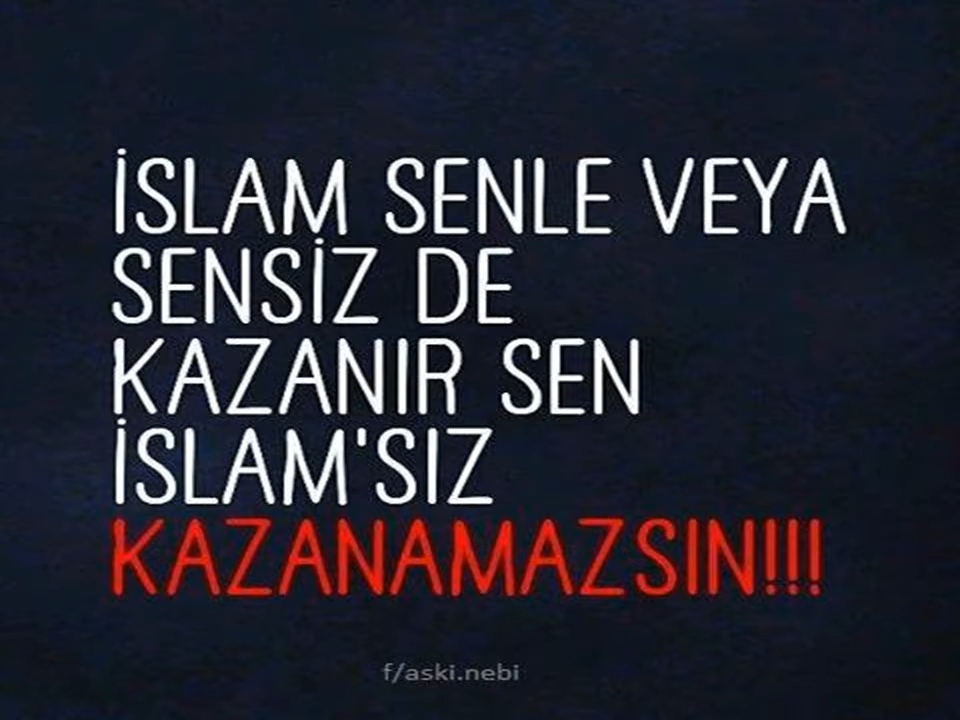 İSLAM SENLE VEYA
SENSİZ DE
KAZANIR SEN
İSLAM'SIZ
KAZANAMAZSIN!!!
f/aski.nebi